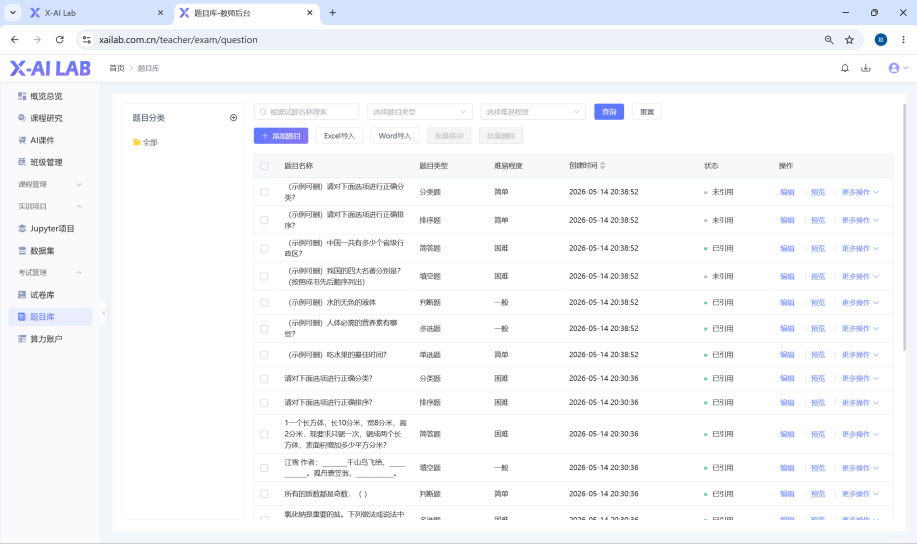 X-AI Lab
题目库-教师后台
xailab.com.cn/teacher/exam/question
X-AI LAB
首页 > 题目库
概览总览
课程研究
AI课件
班级管理
课程管理
实训项目
Jupyter项目
数据集
考试管理
试卷库
题目库
算力账户
题目分类
全部
根据试题名称搜索
选择题目类型
选择难易程度
查询
重置
+ 添加题目
Excel导入
Word导入
批量移动
批量删除
题目名称 题目类型 难易程度 创建时间 状态 操作
（示例可删）请对下面选项进行正确分
类? 分类题 简单 2026-05-14 20:38:52 未引用 编辑 预览 更多操作
（示例可删）请对下面选项进行正确排
序? 排序题 简单 2026-05-14 20:38:52 未引用 编辑 预览 更多操作
（示例可删）中国一共有多少个省级行
政区? 简答题 困难 2026-05-14 20:38:52 已引用 编辑 预览 更多操作
（示例可删）我国的四大名著分别是?
(按照成书先后顺序列出) 填空题 困难 2026-05-14 20:38:52 未引用 编辑 预览 更多操作
（示例可删）水的无色的液体 判断题 一般 2026-05-14 20:38:52 已引用 编辑 预览 更多操作
（示例可删）人体必需的营养素有哪
些? 多选题 一般 2026-05-14 20:38:52 已引用 编辑 预览 更多操作
（示例可删）吃水果的最佳时间? 单选题 简单 2026-05-14 20:38:52 已引用 编辑 预览 更多操作
请对下面选项进行正确分类? 分类题 困难 2026-05-14 20:30:36 已引用 编辑 预览 更多操作
请对下面选项进行正确排序? 排序题 困难 2026-05-14 20:30:36 已引用 编辑 预览 更多操作
1一个长方体，长10分米，宽8分米，高
2分米．现要求只锯一次，锯成两个长
方体，表面积增加多少平方分米? 简答题 困难 2026-05-14 20:30:36 已引用 编辑 预览 更多操作
江雪 作者：_______千山鸟飞绝，____
______。孤舟蓑笠翁，__________。 填空题 一般 2026-05-14 20:30:36 已引用 编辑 预览 更多操作
所有的质数都是奇数．（ ） 判断题 简单 2026-05-14 20:30:36 已引用 编辑 预览 更多操作
氯化钠是重要的盐。下列做法或说法中 多选题 困难 2026-05-14 20:30:36 已引用 编辑 预览 更多操作